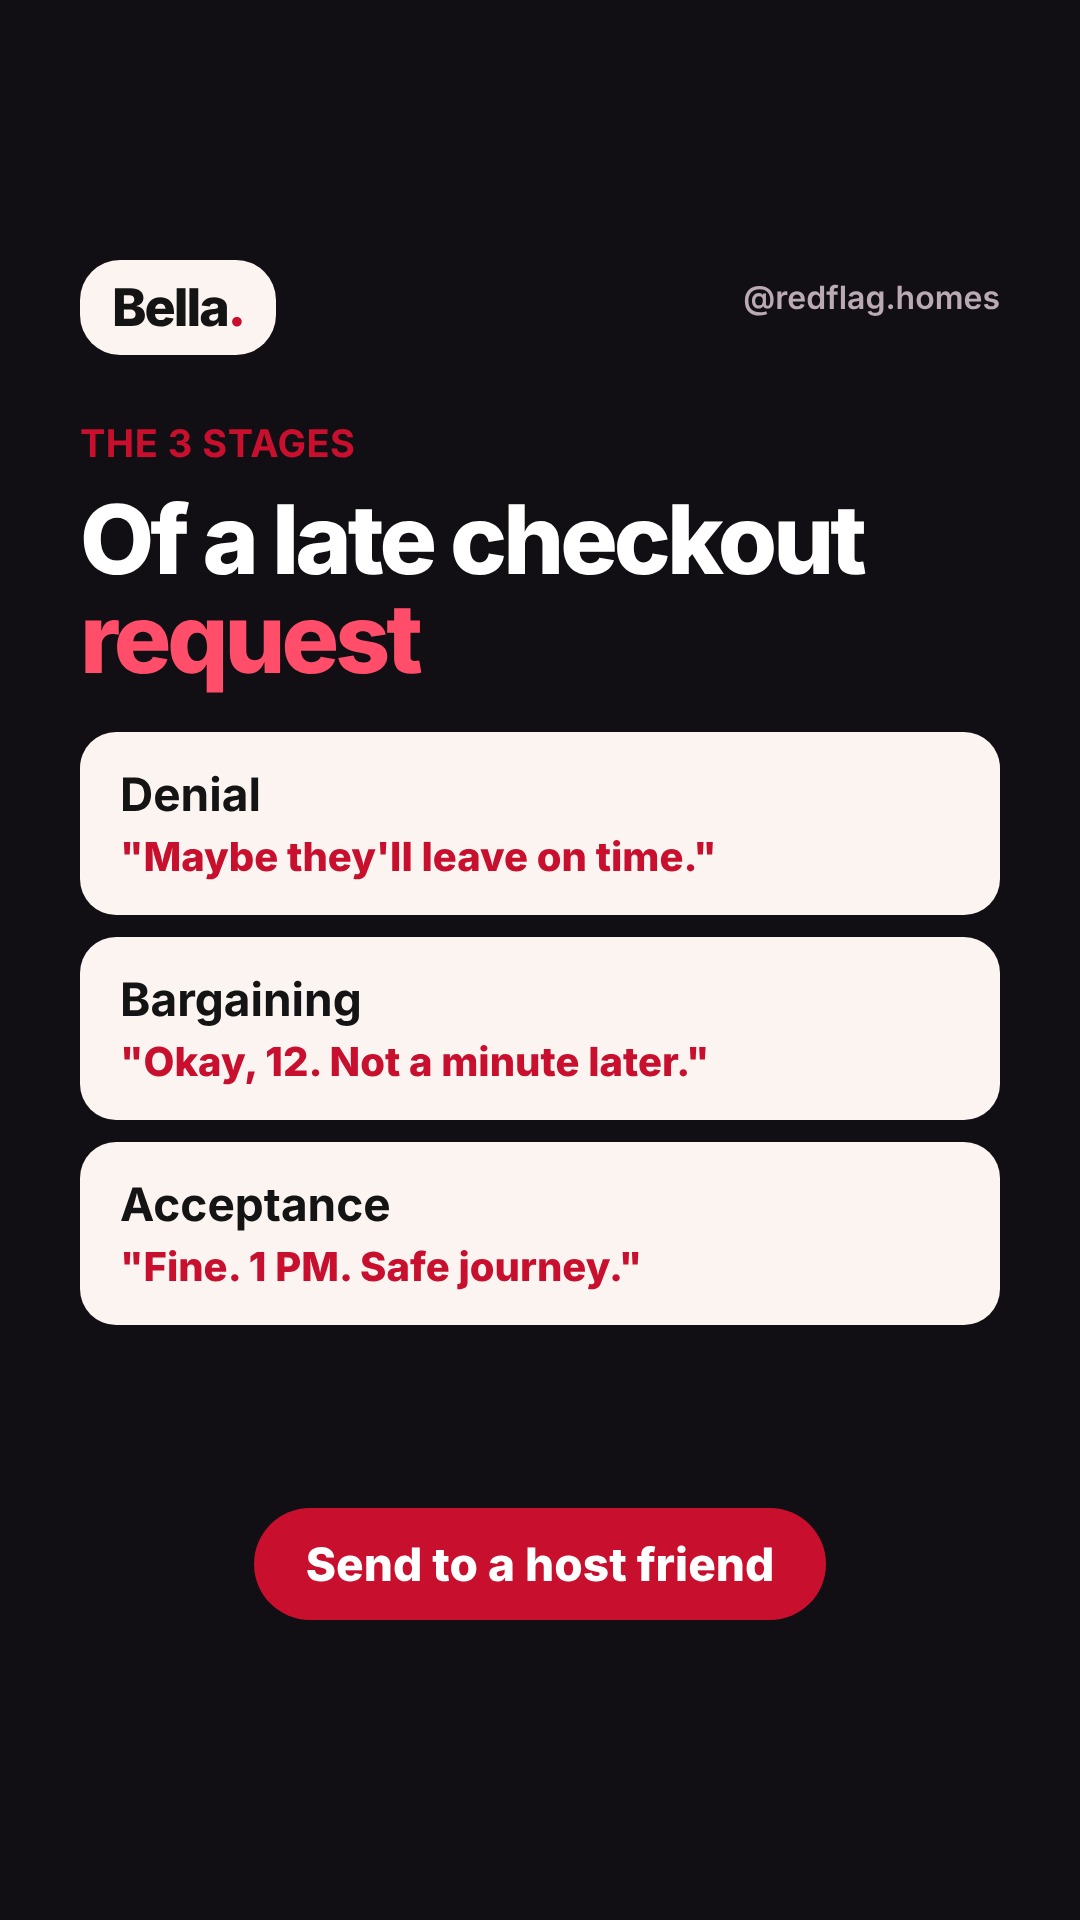 Bella.
@redflag.homes
THE 3 STAGES
Of a late checkout
request
Denial
"Maybe they'll leave on time."
Bargaining
"Okay, 12. Not a minute later."
Acceptance
"Fine. 1 PM. Safe journey."
Send to a host friend